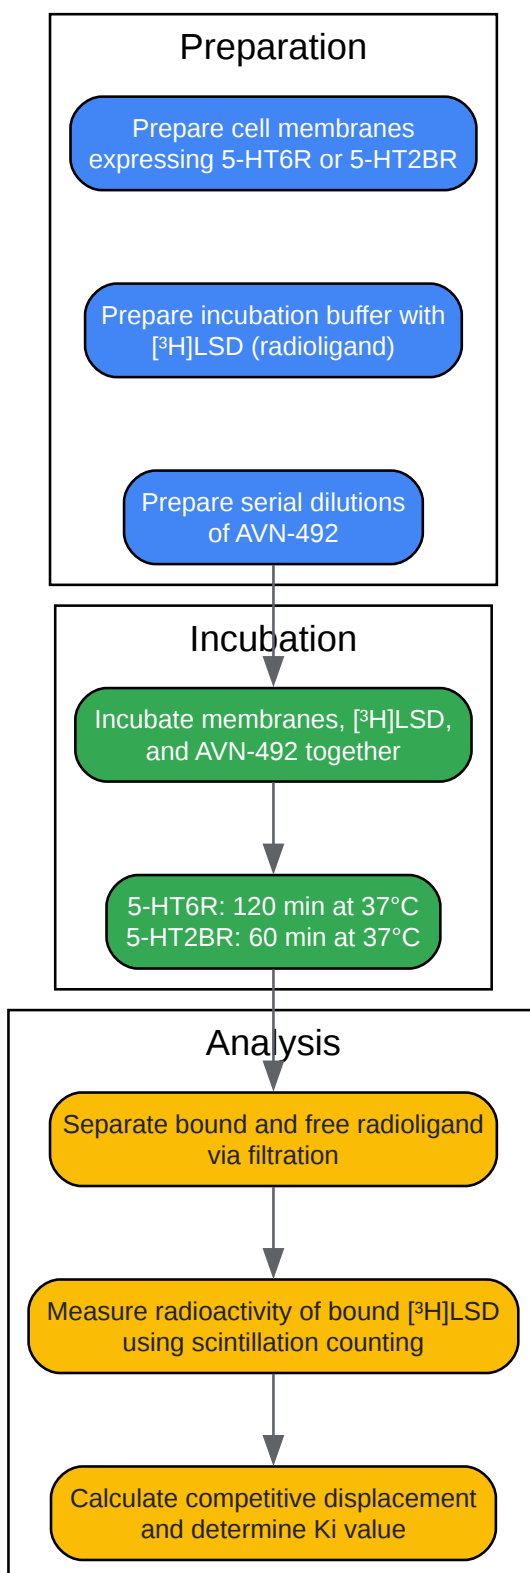 Preparation
Prepare cell membranes
expressing 5-HT6R or 5-HT2BR
Prepare incubation buffer with
[³H]LSD (radioligand)
Prepare serial dilutions
of AVN-492
Incubation
Incubate membranes, [³H]LSD,
and AVN-492 together
5-HT6R: 120 min at 37°C
5-HT2BR: 60 min at 37°C
Analysis
Separate bound and free radioligand
via filtration
Measure radioactivity of bound [³H]LSD
using scintillation counting
Calculate competitive displacement
and determine Ki value